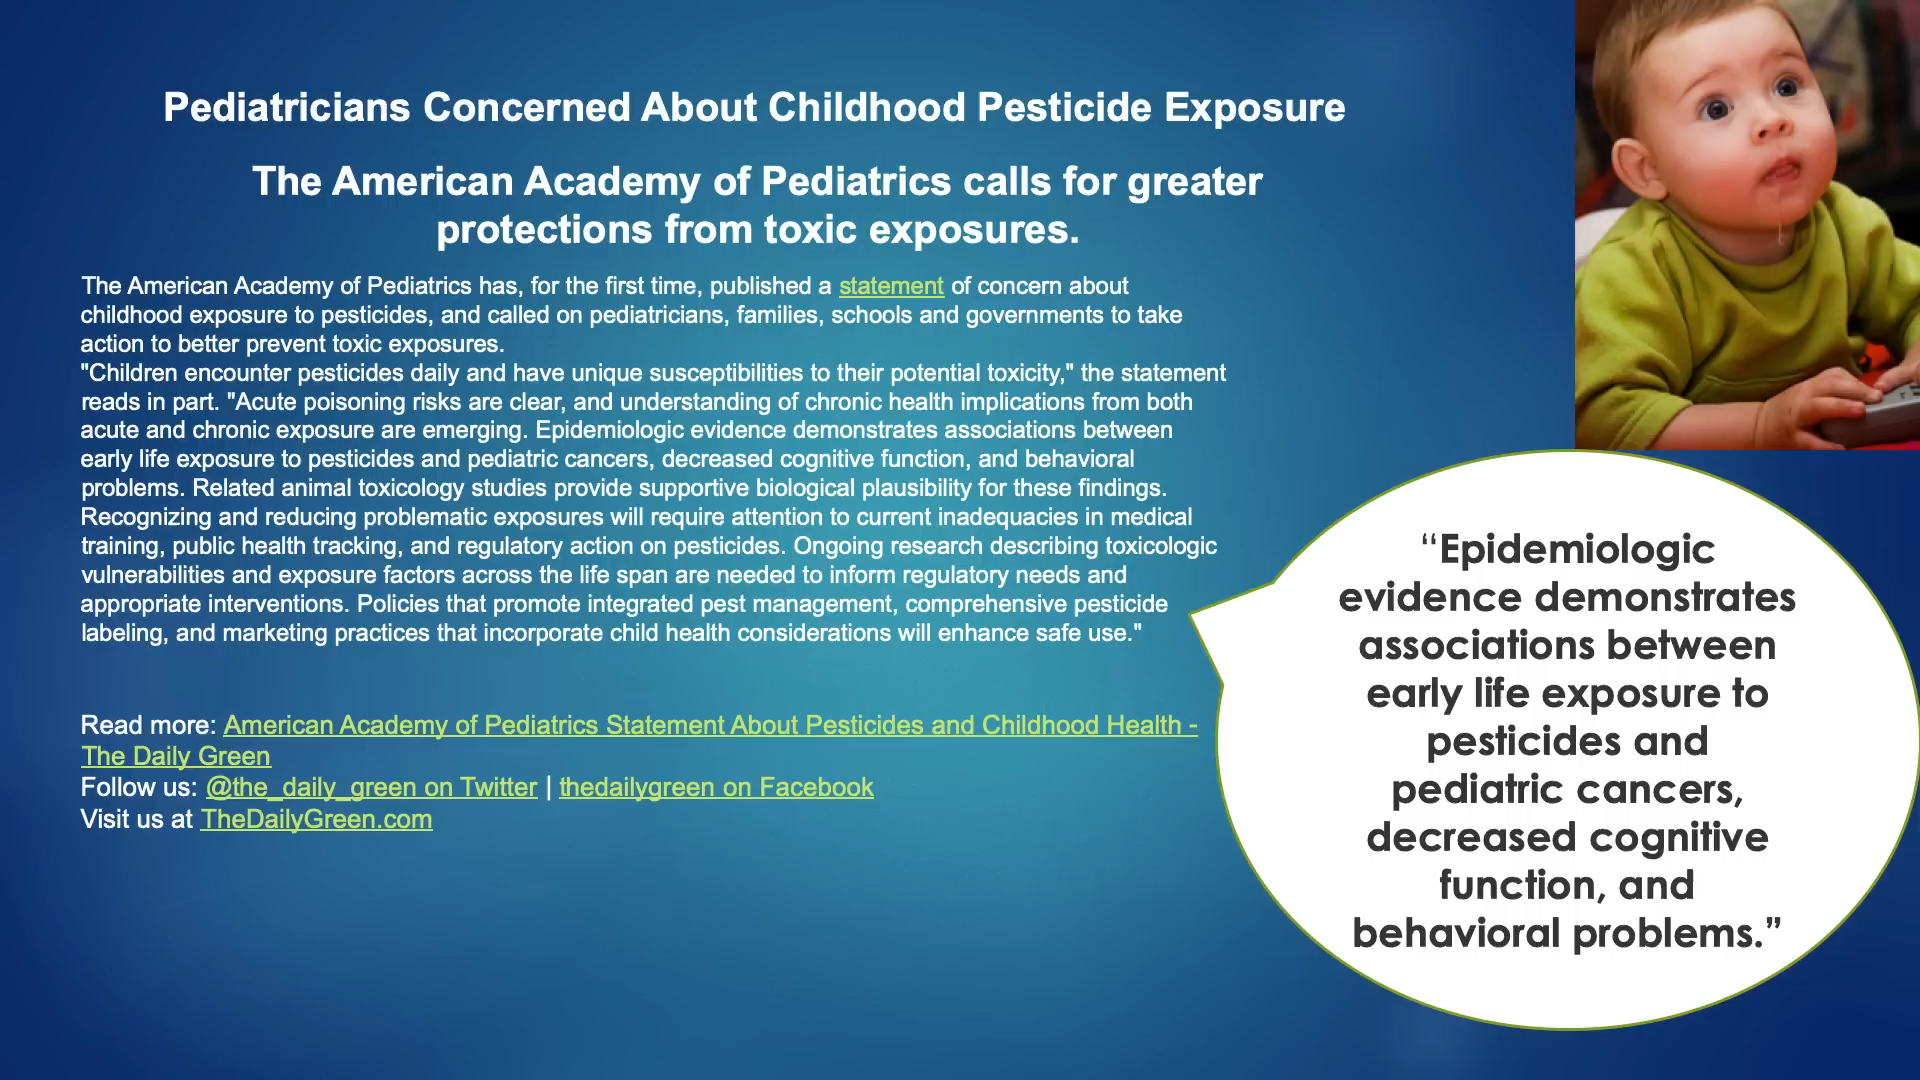 Pediatricians Concerned About Childhood Pesticide Exposure
The American Academy of Pediatrics calls for greater
protections from toxic exposures.
The American Academy of Pediatrics has, for the first time, published a statement of concern about
childhood exposure to pesticides, and called on pediatricians, families, schools and governments to take
action to better prevent toxic exposures.
"Children encounter pesticides daily and have unique susceptibilities to their potential toxicity," the statement
reads in part. "Acute poisoning risks are clear, and understanding of chronic health implications from both
acute and chronic exposure are emerging. Epidemiologic evidence demonstrates associations between
early life exposure to pesticides and pediatric cancers, decreased cognitive function, and behavioral
problems. Related animal toxicology studies provide supportive biological plausibility for these findings.
Recognizing and reducing problematic exposures will require attention to current inadequacies in medical
training, public health tracking, and regulatory action on pesticides. Ongoing research describing toxicologic
vulnerabilities and exposure factors across the life span are needed to inform regulatory needs and
appropriate interventions. Policies that promote integrated pest management, comprehensive pesticide
labeling, and marketing practices that incorporate child health considerations will enhance safe use."
Read more: American Academy of Pediatrics Statement About Pesticides and Childhood Health -
The Daily Green
Follow us: @the_daily_green on Twitter | thedailygreen on Facebook
Visit us at TheDailyGreen.com
“Epidemiologic
evidence demonstrates
associations between
early life exposure to
pesticides and
pediatric cancers,
decreased cognitive
function, and
behavioral problems.”